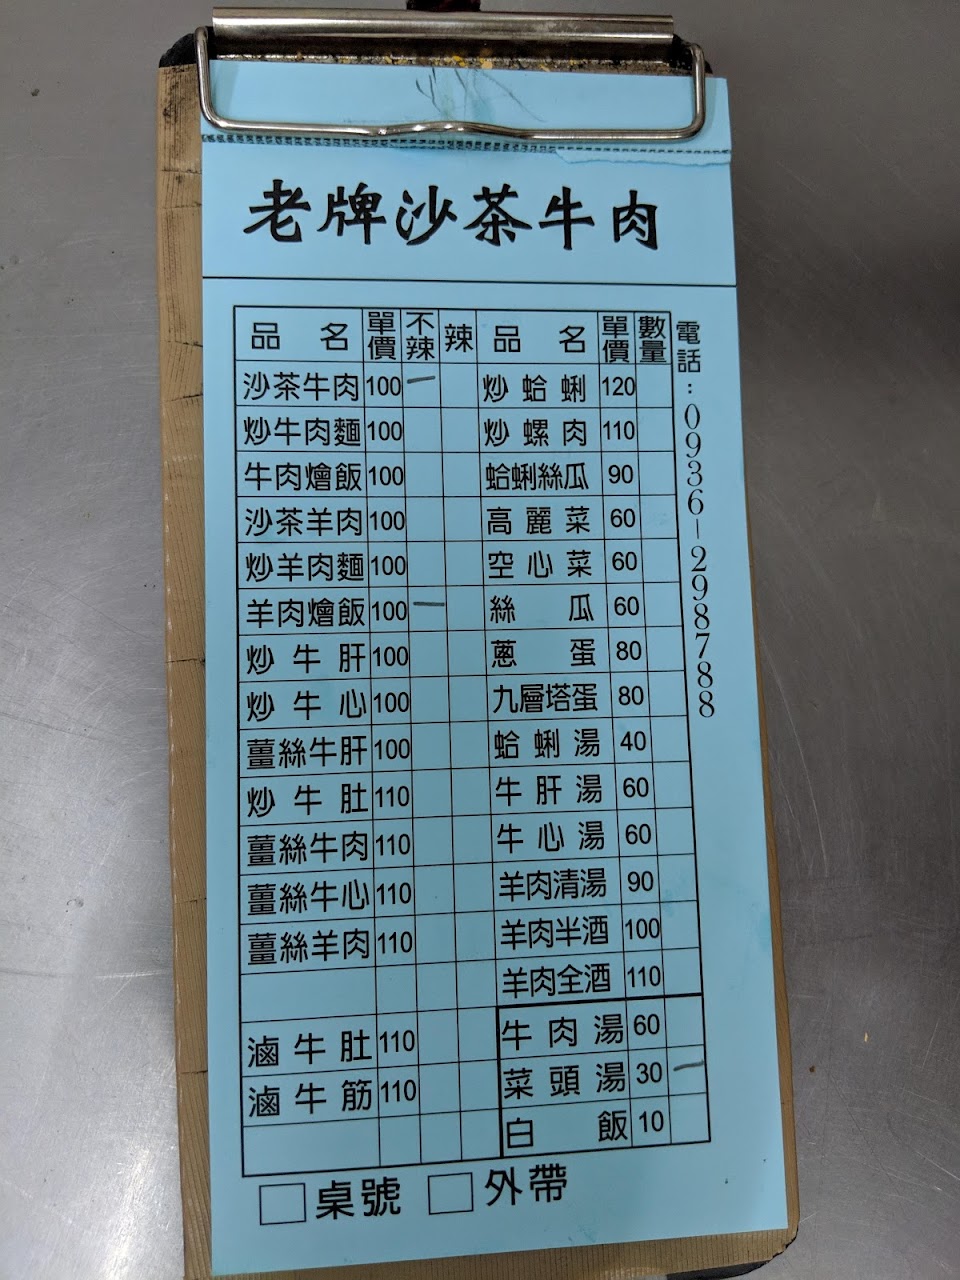 老牌沙茶牛肉
品名 單價 不辣 辣 品名 單價 數量
沙茶牛肉 100 一 炒蛤蜊 120
炒牛肉麵 100 炒螺肉 110
牛肉燴飯 100 蛤蜊絲瓜 90
沙茶羊肉 100 高麗菜 60
炒羊肉麵 100 空心菜 60
羊肉燴飯 100 一 絲瓜 60
炒牛肝 100 蔥蛋 80
炒牛心 100 九層塔蛋 80
薑絲牛肝 100 蛤蜊湯 40
炒牛肚 110 牛肝湯 60
薑絲牛肉 110 牛心湯 60
薑絲牛心 110 羊肉清湯 90
薑絲羊肉 110 羊肉半酒 100
羊肉全酒 110
滷牛肚 110 牛肉湯 60
滷牛筋 110 菜頭湯 30 一
白飯 10
桌號 外帶
電話:0936-298788